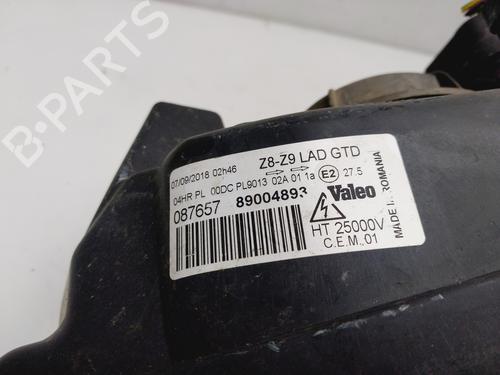 B-PARTS
07/09/2018 02h46
Z8-Z9 LAD GTD
04HR PL 00DC PL9013 02A 01 1a E2 27.5
087657 89004893
Valeo
HT 25000V
C.E.M.,01
MADE IN ROMANIA